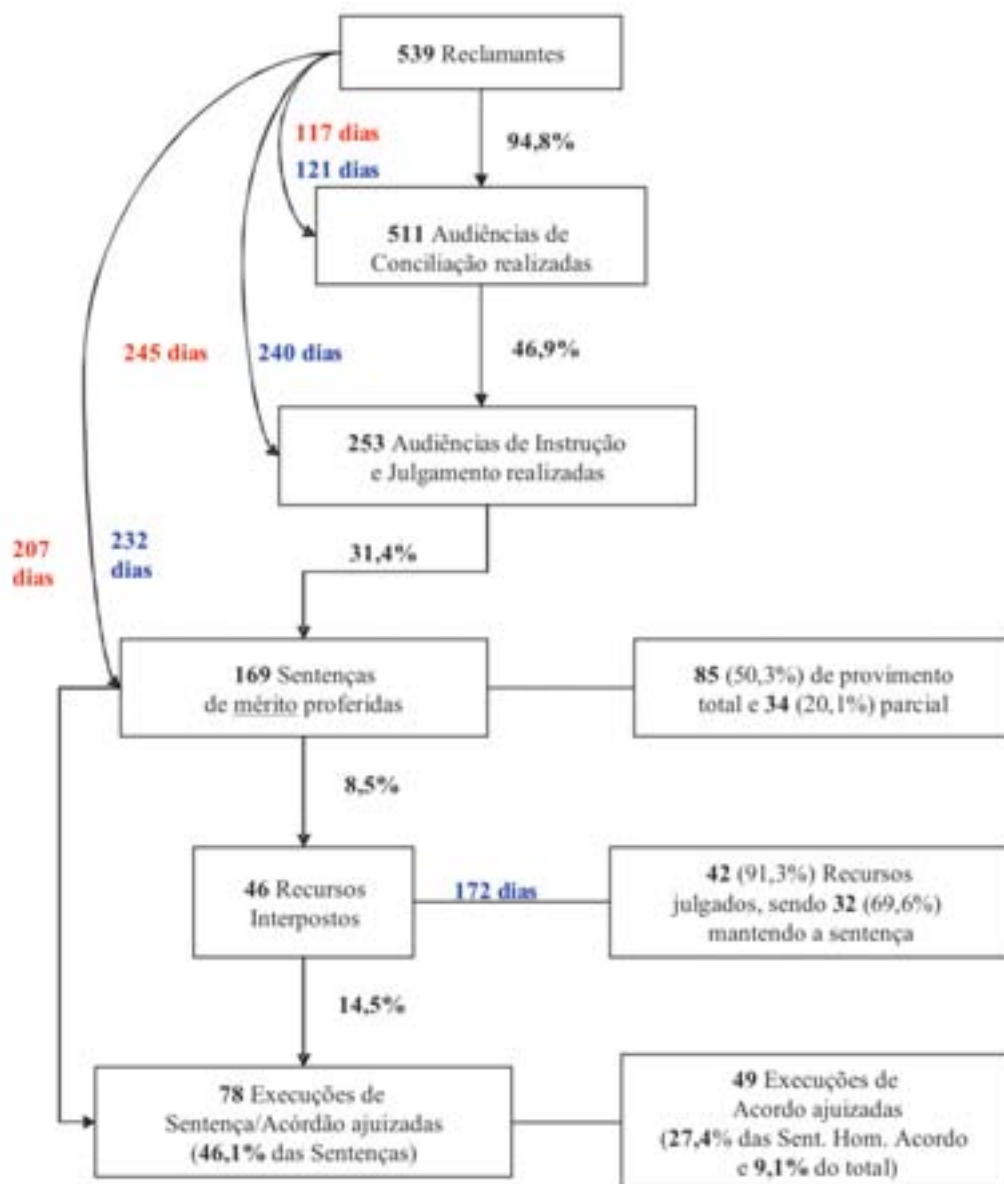 539 Reclamantes
117 dias
121 dias
94,8%
511 Audiências de
Conciliação realizadas
245 dias
240 dias
46,9%
253 Audiências de Instrução
e Julgamento realizadas
207
dias
232
dias
31,4%
169 Sentenças
de mérito proferidas
85 (50,3%) de provimento
total e 34 (20,1%) parcial
8,5%
46 Recursos
Interpostos
172 dias
42 (91,3%) Recursos
julgados, sendo 32 (69,6%)
mantendo a sentença
14,5%
78 Execuções de
Sentença/Acórdão ajuizadas
(46,1% das Sentenças)
49 Execuções de
Acordo ajuizadas
(27,4% das Sent. Hom. Acordo
e 9,1% do total)